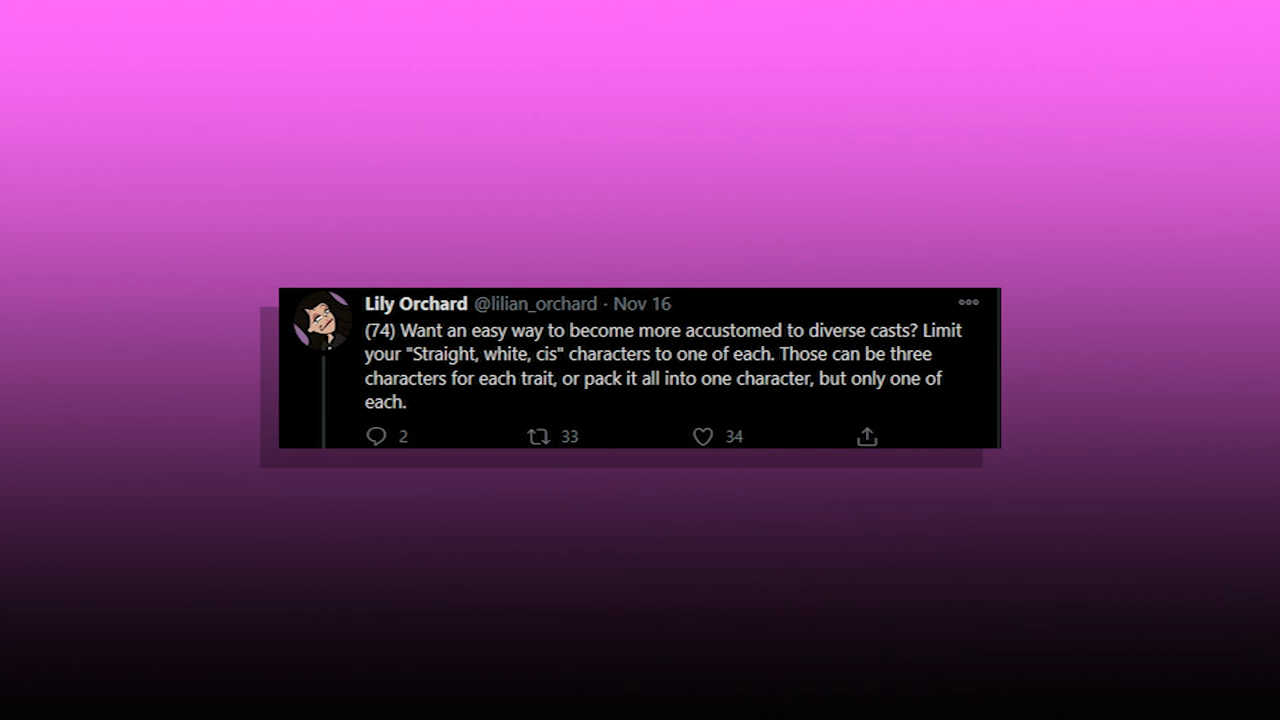 Lily Orchard @lilian_orchard · Nov 16
(74) Want an easy way to become more accustomed to diverse casts? Limit
your "Straight, white, cis" characters to one of each. Those can be three
characters for each trait, or pack it all into one character, but only one of
each.
2 33 34